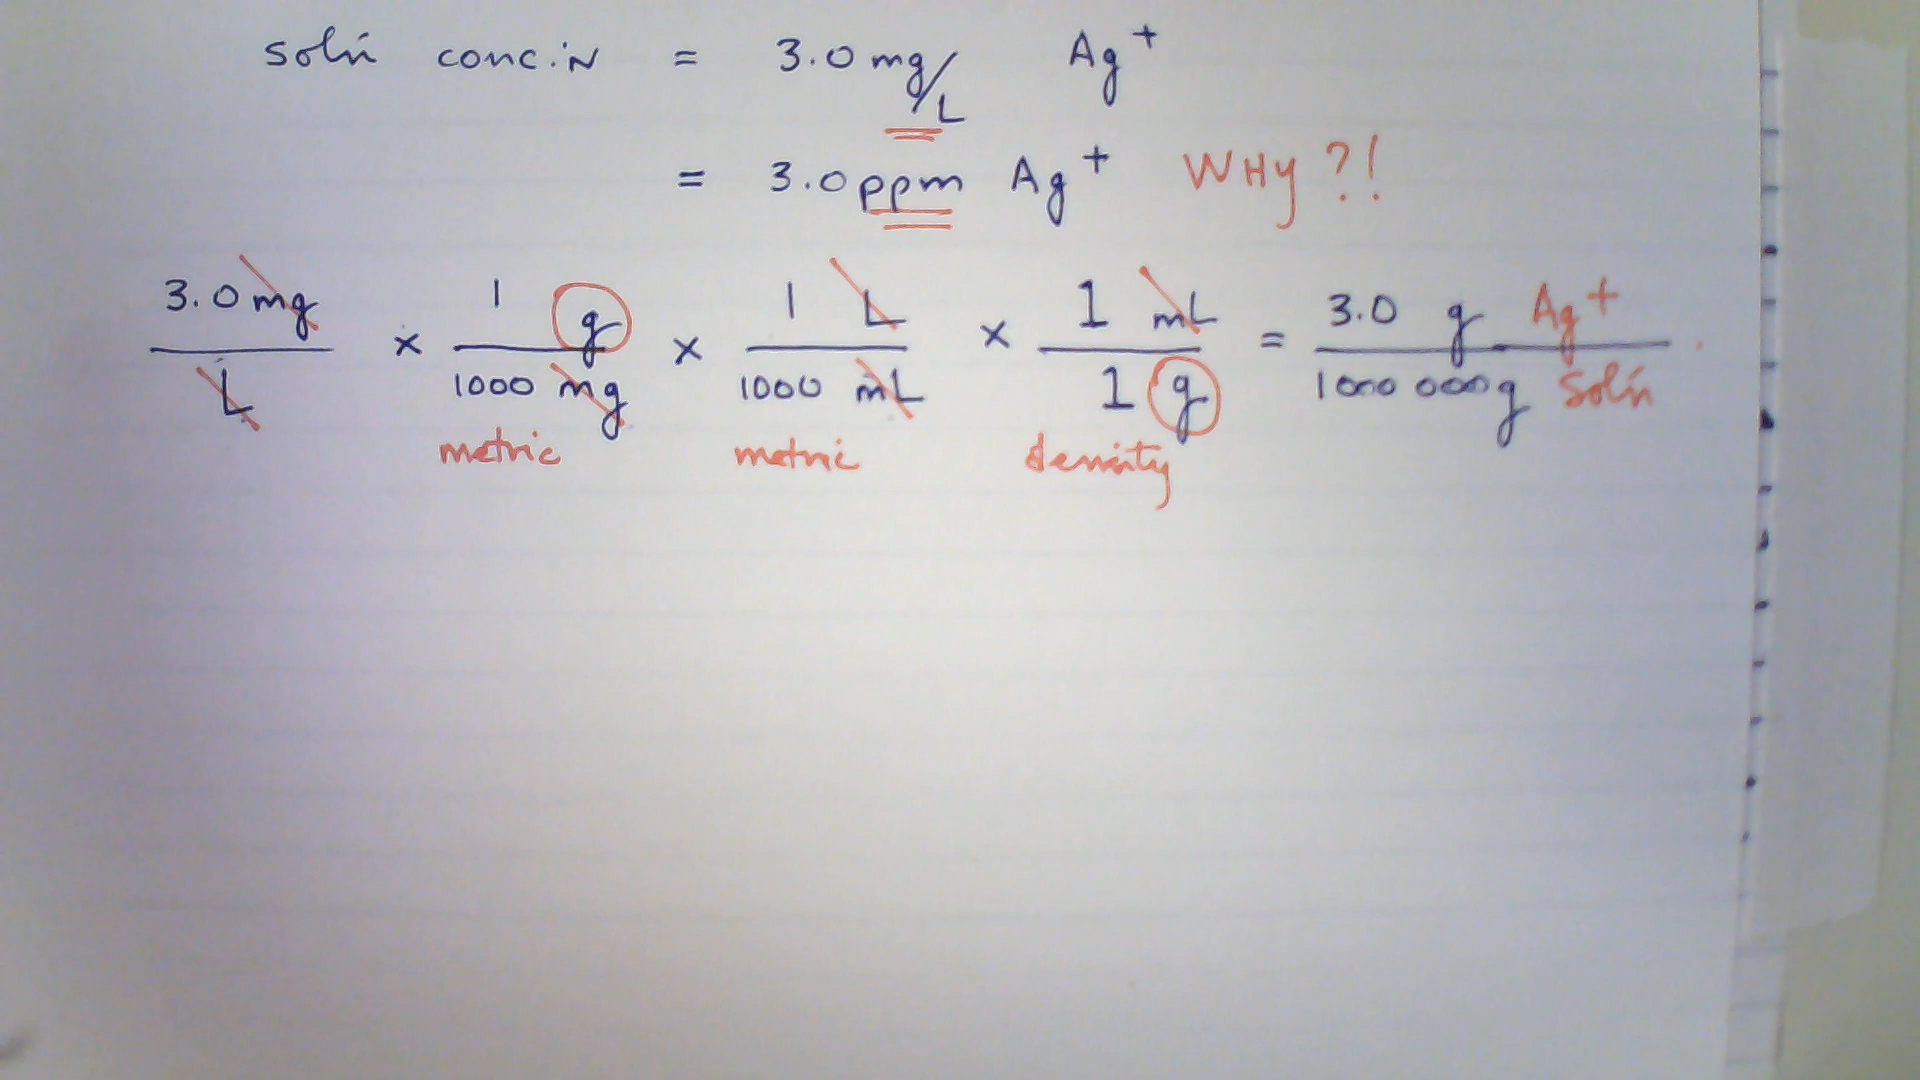 soln conc.N = 3.0 mg/L Ag+
= 3.0 ppm Ag+ WHY?!
3.0 mg/L × 1 g/1000 mg × 1 L/1000 mL × 1 mL/1 g = 3.0 g Ag+/1000 000g Soln
metric metric density